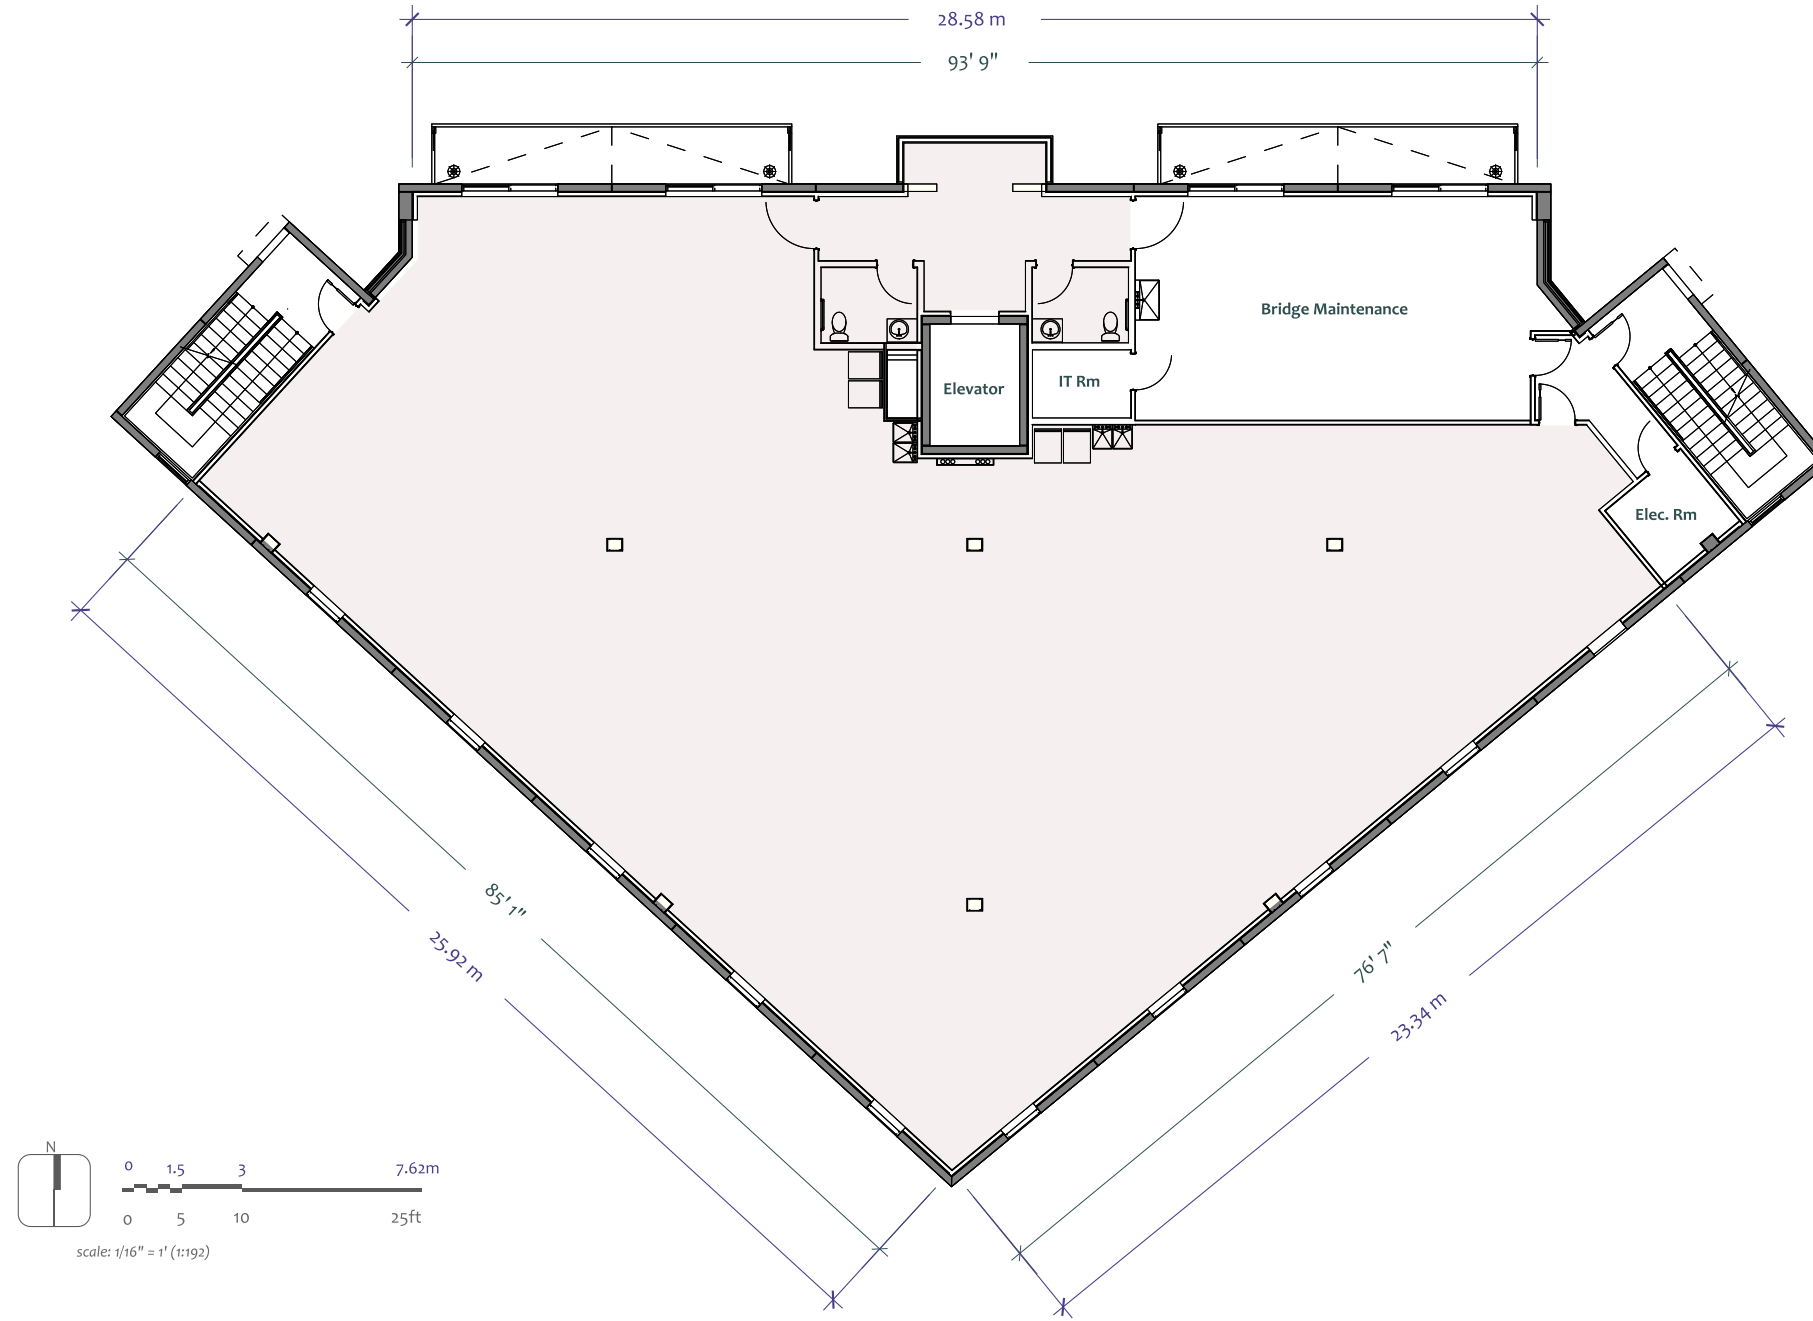 28.58 m
93' 9"
Bridge Maintenance
Elevator
IT Rm
Elec. Rm
85' 1"
25.92 m
76' 7"
23.34 m
N
0 1.5 3 7.62m
0 5 10 25ft
scale: 1/16" = 1' (1:192)